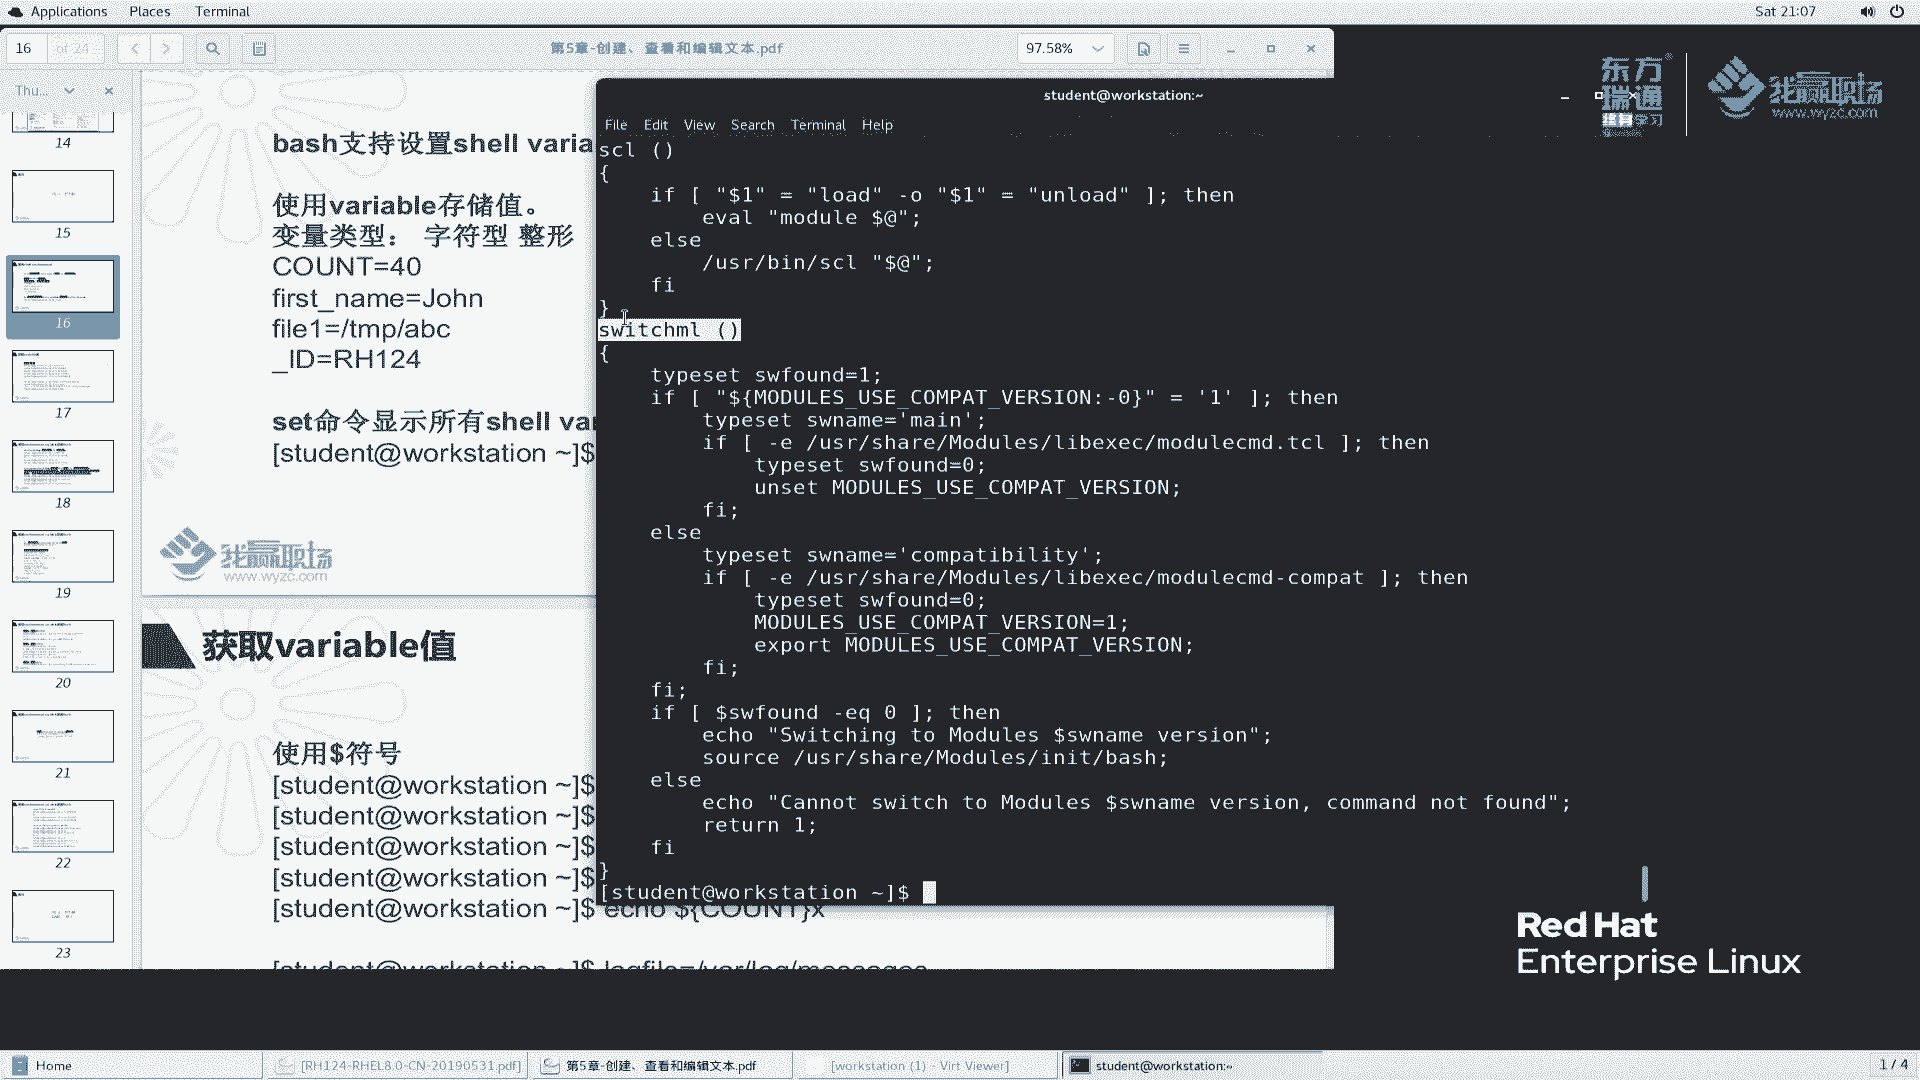 Applications Places Terminal
Sat 21:07
16 of 24
第5章-创建、查看和编辑文本.pdf
97.58%
Thu...
14
15
16
17
18
19
20
21
22
23
bash支持设置shell varia
使用variable存储值。
变量类型： 字符型 整形
COUNT=40
first_name=John
file1=/tmp/abc
_ID=RH124
set命令显示所有shell var
[student@workstation ~]$
我赢职场
www.wyzc.com
获取variable值
使用$符号
[student@workstation ~]$
[student@workstation ~]$
[student@workstation ~]$
[student@workstation ~]$
[student@workstation ~]$ echo ${COUNT}x
[student@workstation ~]$ logfile=/var/log/messages
student@workstation:~
File Edit View Search Terminal Help
scl ()
{
    if [ "$1" = "load" -o "$1" = "unload" ]; then
        eval "module $@";
    else
        /usr/bin/scl "$@";
    fi
}
switchml ()
{
    typeset swfound=1;
    if [ "${MODULES_USE_COMPAT_VERSION:-0}" = '1' ]; then
        typeset swname='main';
        if [ -e /usr/share/Modules/libexec/modulecmd.tcl ]; then
            typeset swfound=0;
            unset MODULES_USE_COMPAT_VERSION;
        fi;
    else
        typeset swname='compatibility';
        if [ -e /usr/share/Modules/libexec/modulecmd-compat ]; then
            typeset swfound=0;
            MODULES_USE_COMPAT_VERSION=1;
            export MODULES_USE_COMPAT_VERSION;
        fi;
    fi;
    if [ $swfound -eq 0 ]; then
        echo "Switching to Modules $swname version";
        source /usr/share/Modules/init/bash;
    else
        echo "Cannot switch to Modules $swname version, command not found";
        return 1;
    fi
}
[student@workstation ~]$
东方
瑞通
终身学习
我赢职场
www.wyzc.com
Red Hat
Enterprise Linux
Home
[RH124-RHEL8.0-CN-20190531.pdf]
第5章-创建、查看和编辑文本.pdf
[workstation (1) - Virt Viewer]
student@workstation:~
1 / 4